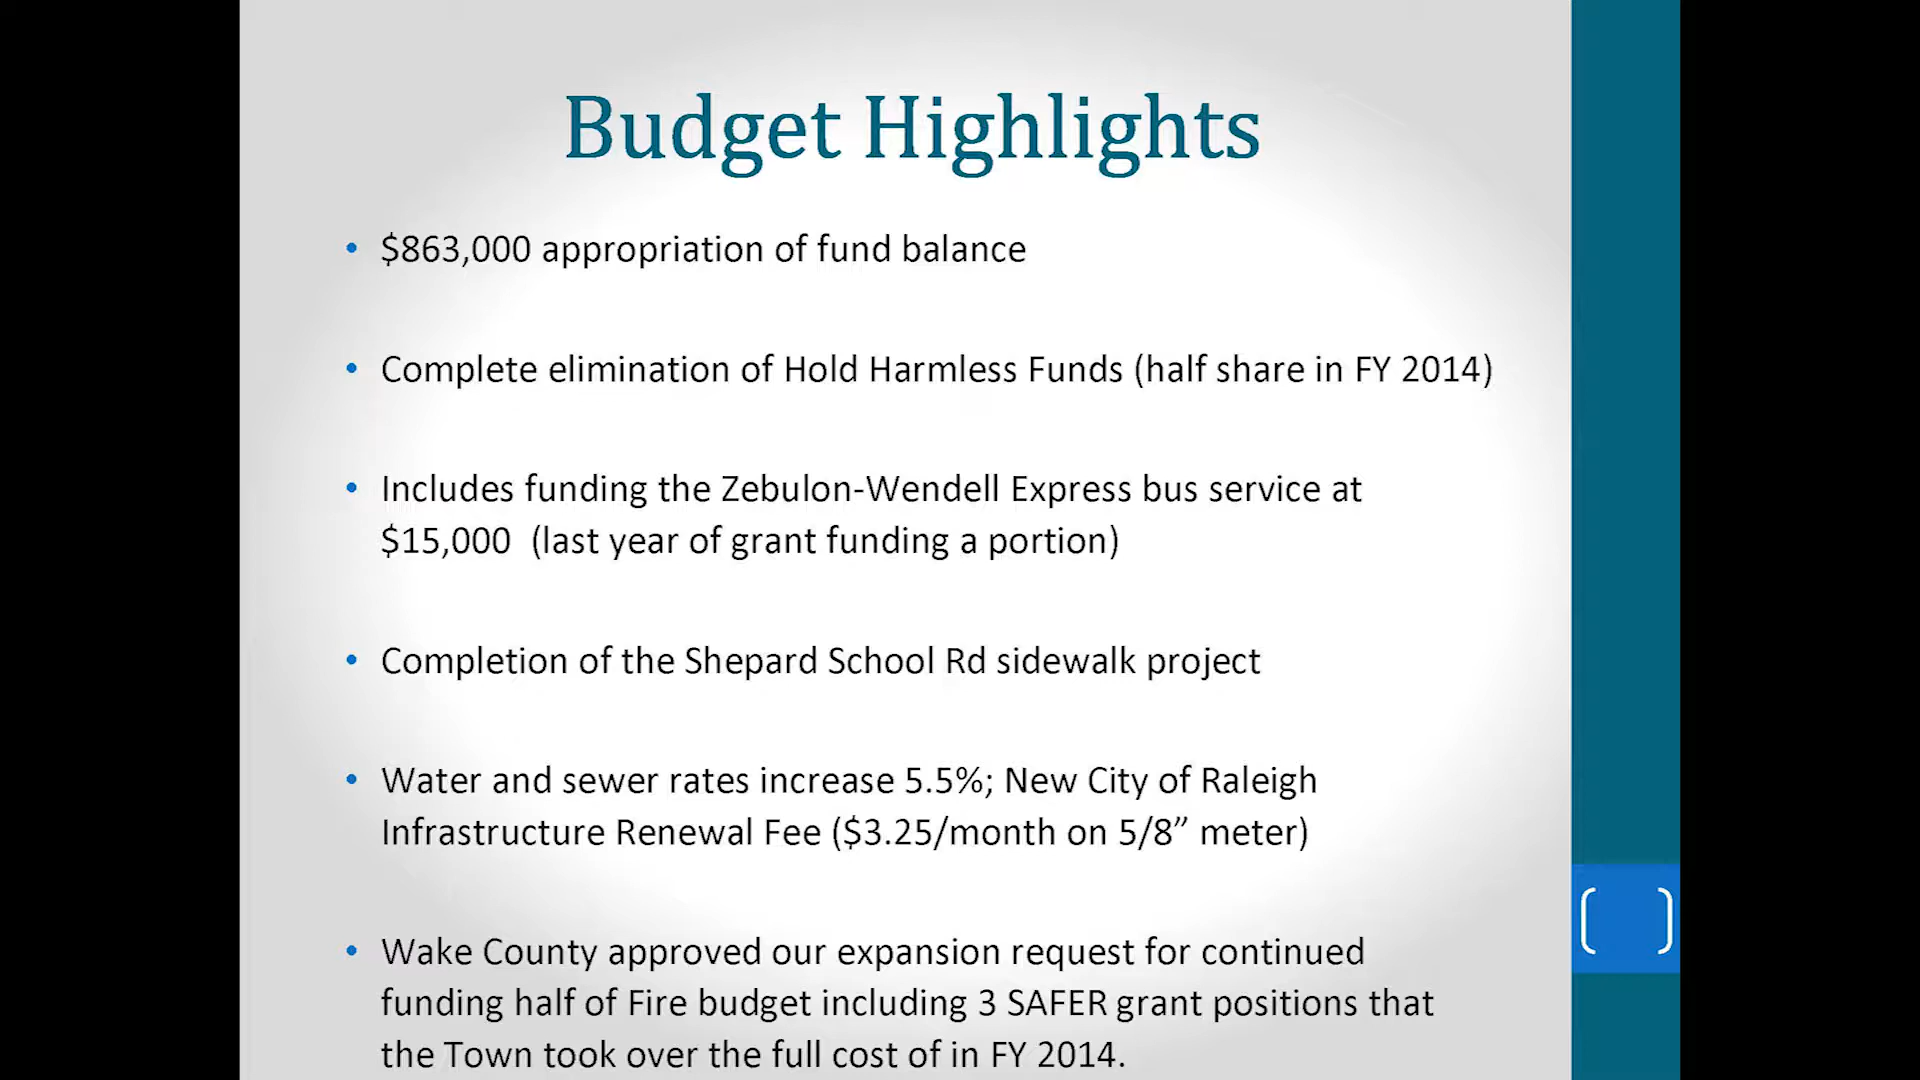 Budget Highlights
• $863,000 appropriation of fund balance
• Complete elimination of Hold Harmless Funds (half share in FY 2014)
• Includes funding the Zebulon-Wendell Express bus service at
$15,000  (last year of grant funding a portion)
• Completion of the Shepard School Rd sidewalk project
• Water and sewer rates increase 5.5%; New City of Raleigh
Infrastructure Renewal Fee ($3.25/month on 5/8” meter)
• Wake County approved our expansion request for continued
funding half of Fire budget including 3 SAFER grant positions that
the Town took over the full cost of in FY 2014.